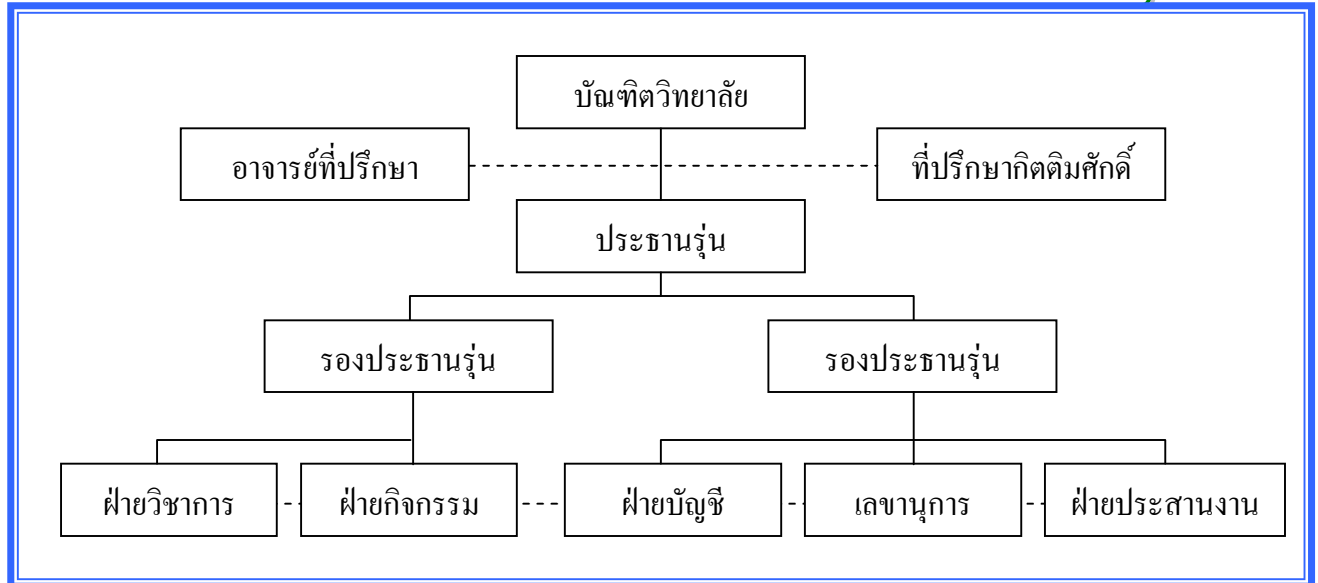 บัณฑิตวิทยาลัย
อาจารย์ที่ปรึกษา
ที่ปรึกษากิตติมศักดิ์
ประธานรุ่น
รองประธานรุ่น
รองประธานรุ่น
ฝ่ายวิชาการ
ฝ่ายกิจกรรม
ฝ่ายบัญชี
เลขานุการ
ฝ่ายประสานงาน